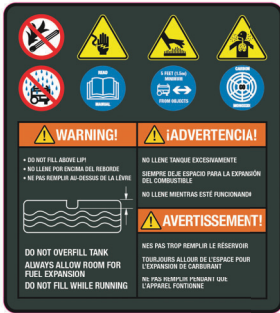 READ
MANUAL
5 FEET (1.5m)
MINIMUM
FROM OBJECTS
WARNING!
• DO NOT FILL ABOVE LIP!
• NO LLENE POR ENCIMA DEL REBORDE
• NE PAS REMPLIR AU-DESSUS DE LA LÈVRE
DO NOT OVERFILL TANK
ALWAYS ALLOW ROOM FOR
FUEL EXPANSION
DO NOT FILL WHILE RUNNING
¡ADVERTENCIA!
NO LLENE TANQUE EXCESIVAMENTE
SIEMPRE DEJE ESPACIO PARA LA EXPANSIÓN
DEL COMBUSTIBLE
NO LLENE MIENTRAS ESTÉ FUNCIONANDO
AVERTISSEMENT!
NES PAS TROP REMPLIR LE RÉSERVOIR
TOURJOURS ALLOUR DE L'ESPACE POUR
L'EXPANSION DE CARBURANT
NE PAS REMPLIR PENDANT QUE
L'APPAREIL FONTIONNE